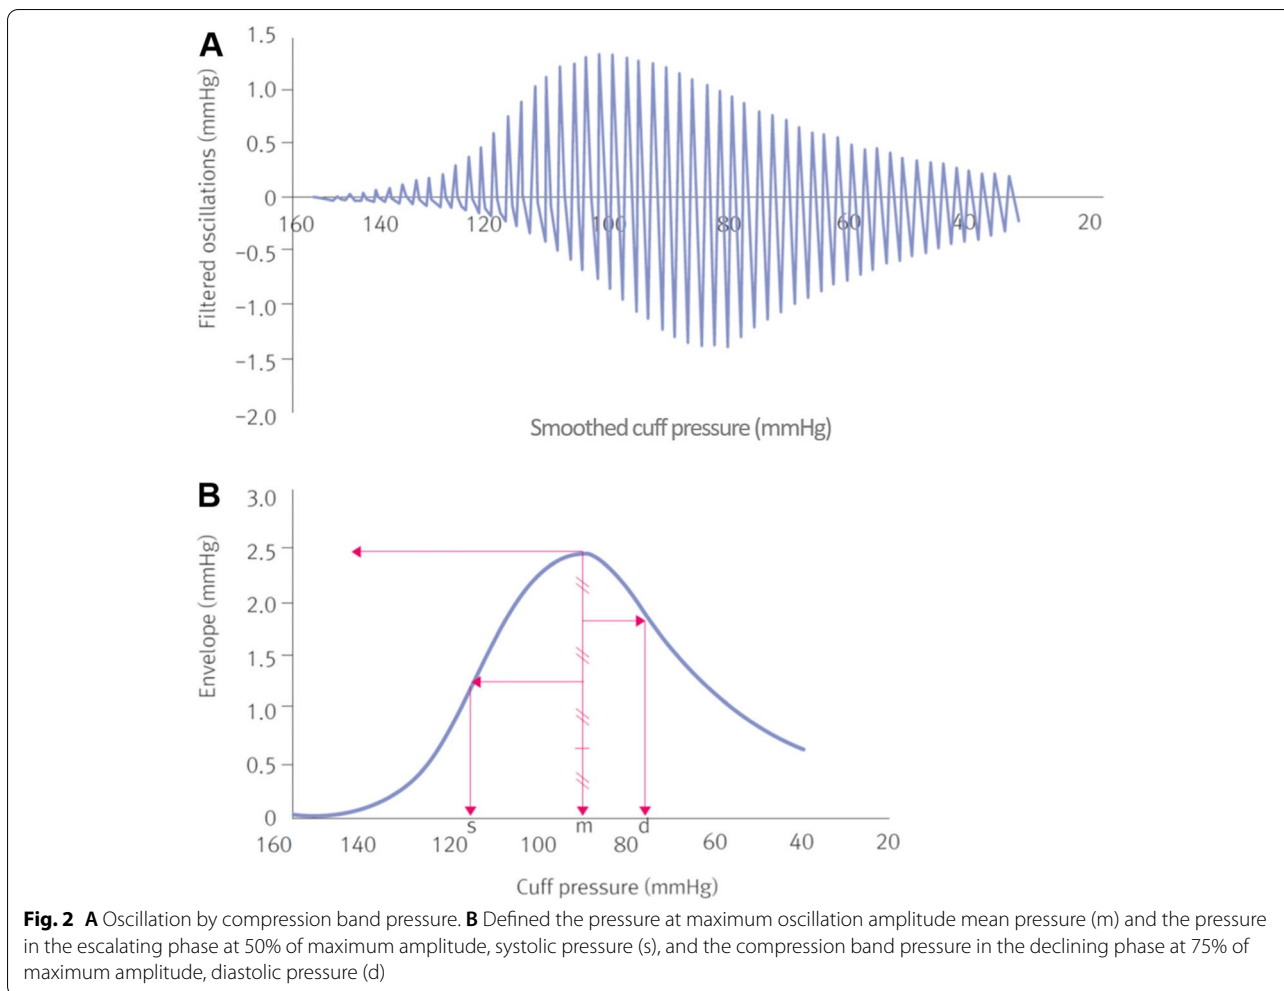 A
1.5
1.0
0.5
0
−0.5
−1.0
−1.5
−2.0
Filtered oscillations (mmHg)
160 140 120 100 80 60 40 20
Smoothed cuff pressure (mmHg)
B
3.0
2.5
2.0
1.5
1.0
0.5
0
Envelope (mmHg)
s m d
160 140 120 100 80 60 40 20
Cuff pressure (mmHg)
Fig. 2 A Oscillation by compression band pressure. B Defined the pressure at maximum oscillation amplitude mean pressure (m) and the pressure
in the escalating phase at 50% of maximum amplitude, systolic pressure (s), and the compression band pressure in the declining phase at 75% of
maximum amplitude, diastolic pressure (d)